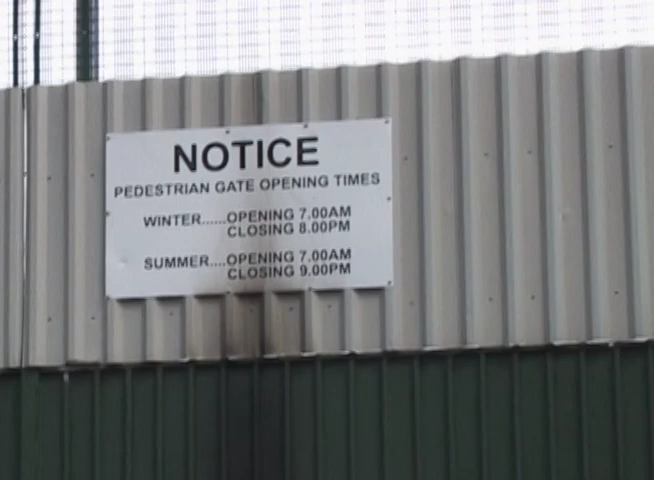 NOTICE
PEDESTRIAN GATE OPENING TIMES
WINTER......OPENING 7.00AM
CLOSING 8.00PM
SUMMER....OPENING 7.00AM
CLOSING 9.00PM